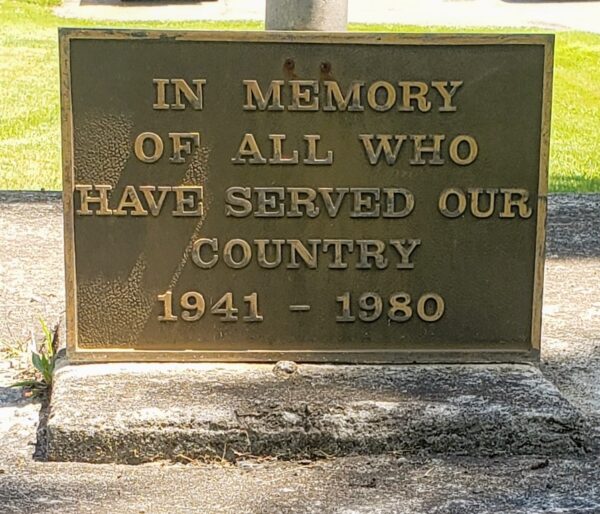 IN MEMORY
OF ALL WHO
HAVE SERVED OUR
COUNTRY
1941 - 1980